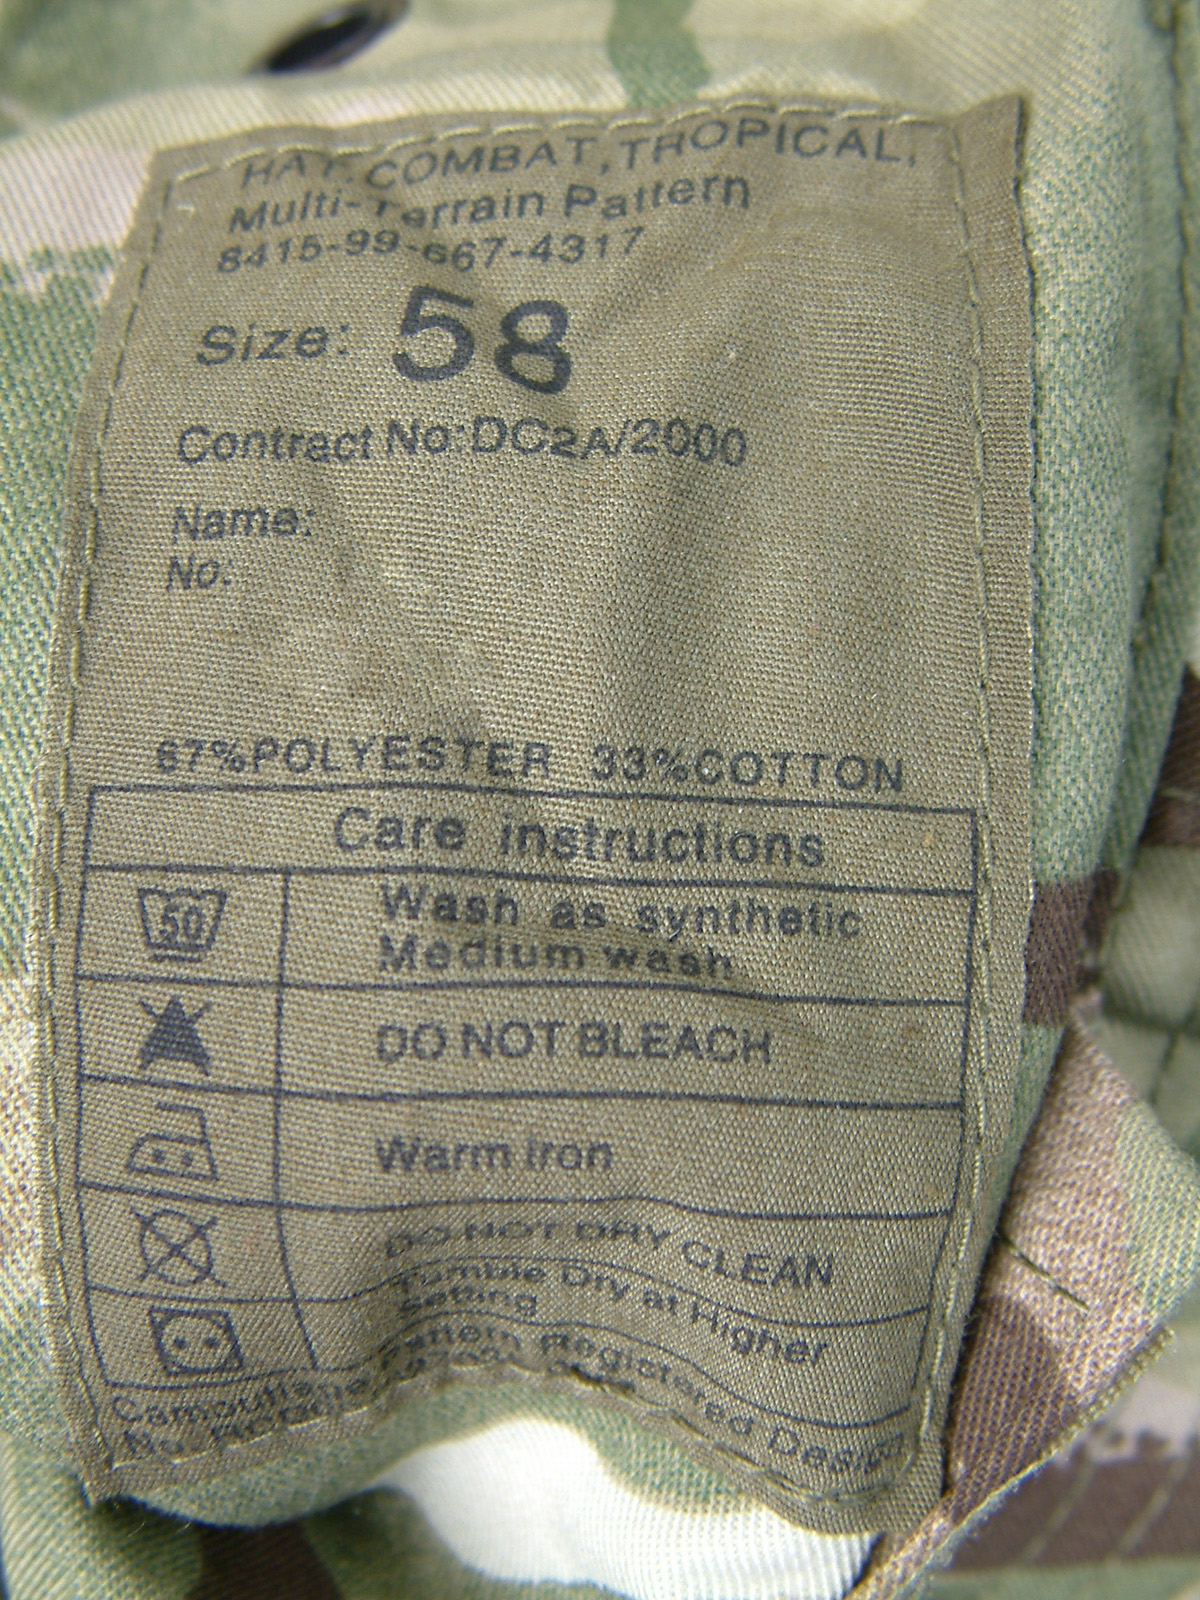 HAT, COMBAT, TROPICAL,
Multi-Terrain Pattern
8415-99-667-4317
Size: 58
Contract No: DC2A/2000
Name:
No.
67%POLYESTER 33%COTTON
Care instructions
50 Wash as synthetic
Medium wash
DO NOT BLEACH
Warm iron
DO NOT DRY CLEAN
Tumble Dry at Higher
Setting
Camouflage Pattern Registered Design
No.